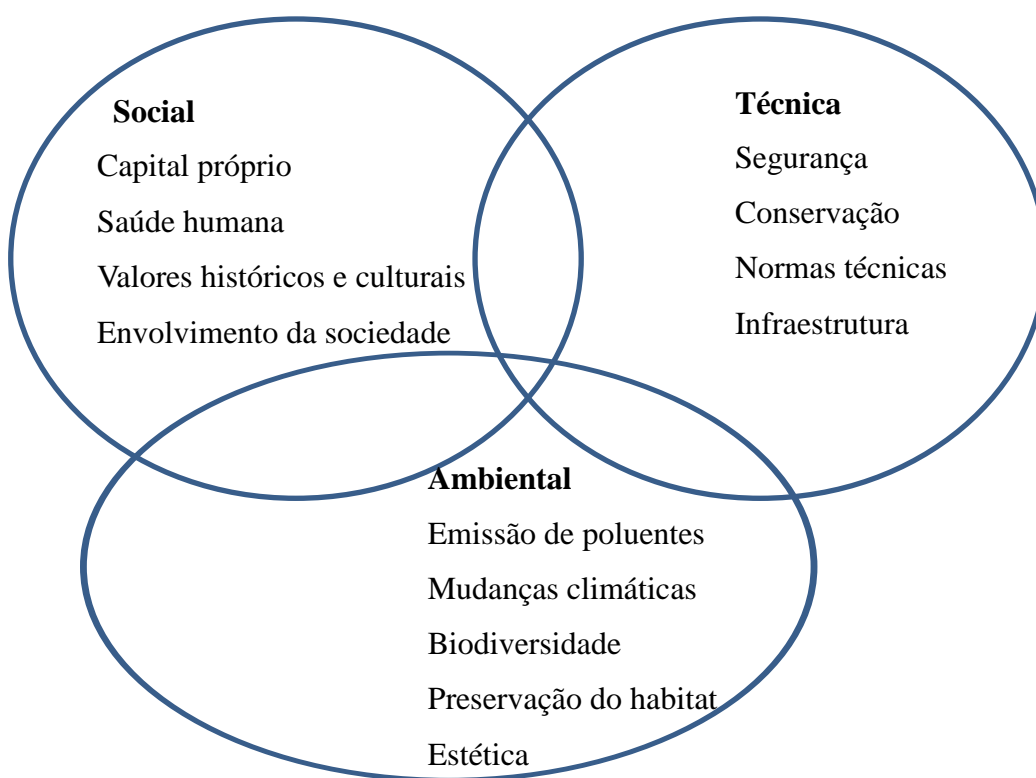 Social
Capital próprio
Saúde humana
Valores históricos e culturais
Envolvimento da sociedade
Técnica
Segurança
Conservação
Normas técnicas
Infraestrutura
Ambiental
Emissão de poluentes
Mudanças climáticas
Biodiversidade
Preservação do habitat
Estética